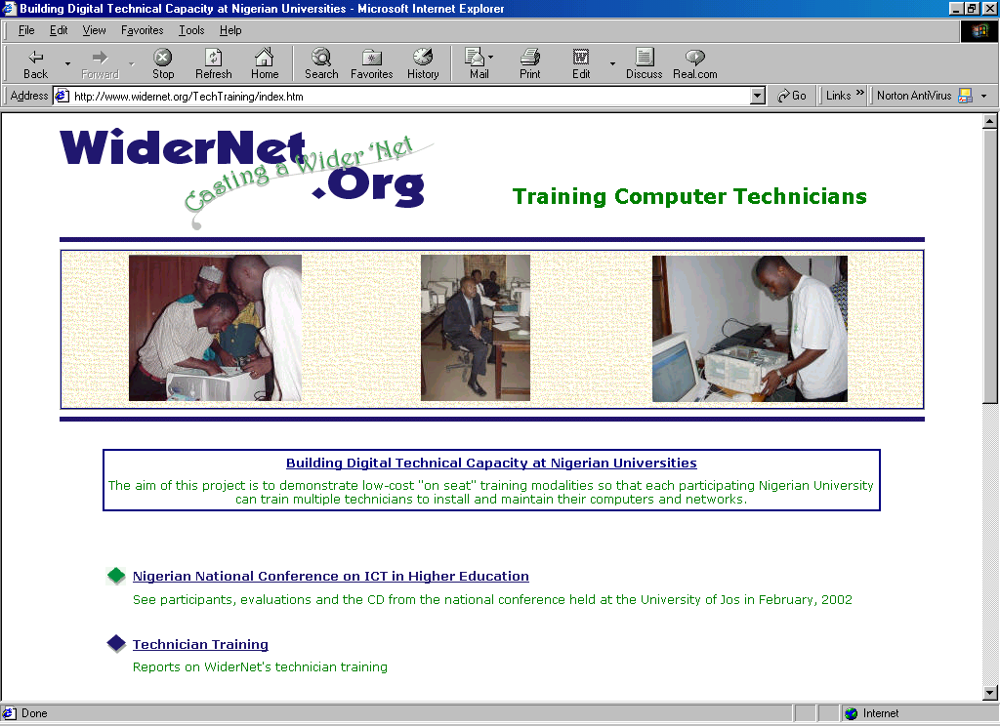 Building Digital Technical Capacity at Nigerian Universities - Microsoft Internet Explorer
File Edit View Favorites Tools Help
Back Forward Stop Refresh Home Search Favorites History Mail Print Edit Discuss Real.com
Address http://www.widernet.org/TechTraining/index.htm Go Links » Norton AntiVirus
WiderNet
Casting a Wider 'Net
.Org
Training Computer Technicians
Building Digital Technical Capacity at Nigerian Universities
The aim of this project is to demonstrate low-cost "on seat" training modalities so that each participating Nigerian University
can train multiple technicians to install and maintain their computers and networks.
Nigerian National Conference on ICT in Higher Education
See participants, evaluations and the CD from the national conference held at the University of Jos in February, 2002
Technician Training
Reports on WiderNet's technician training
Done Internet